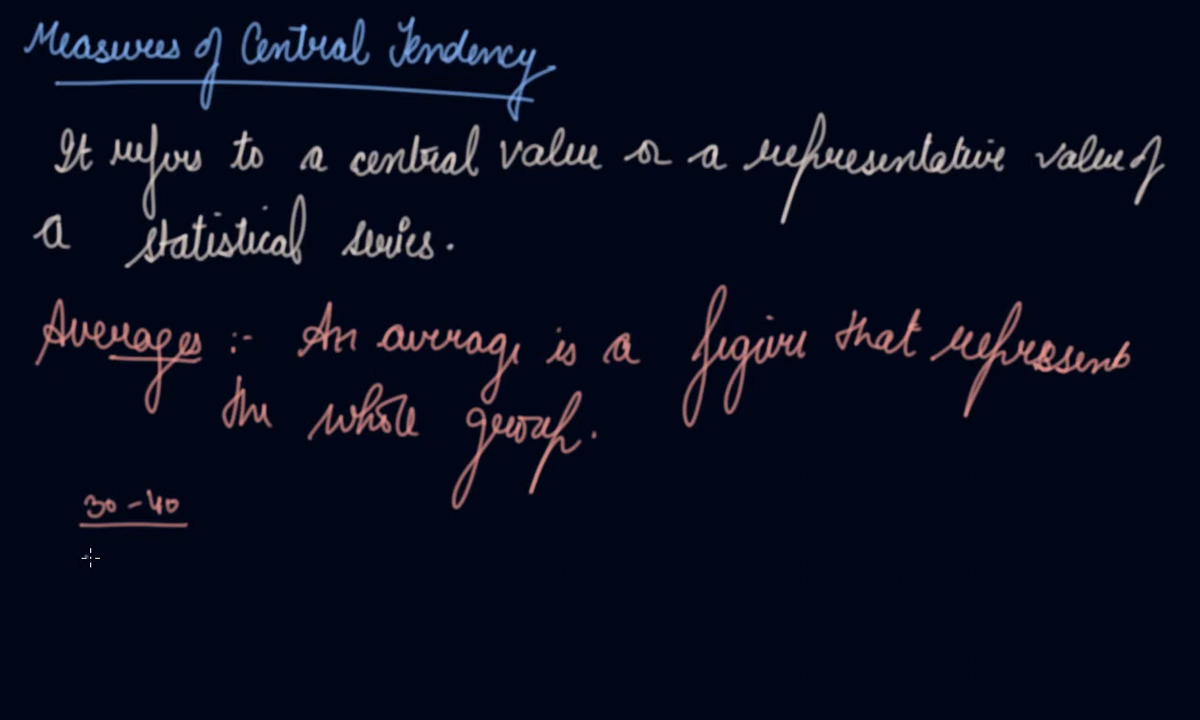 Measures of Central Tendency
It refers to a central value or a representative value of
a statistical series.
Averages :- An average is a figure that represents
the whole group.
30-40